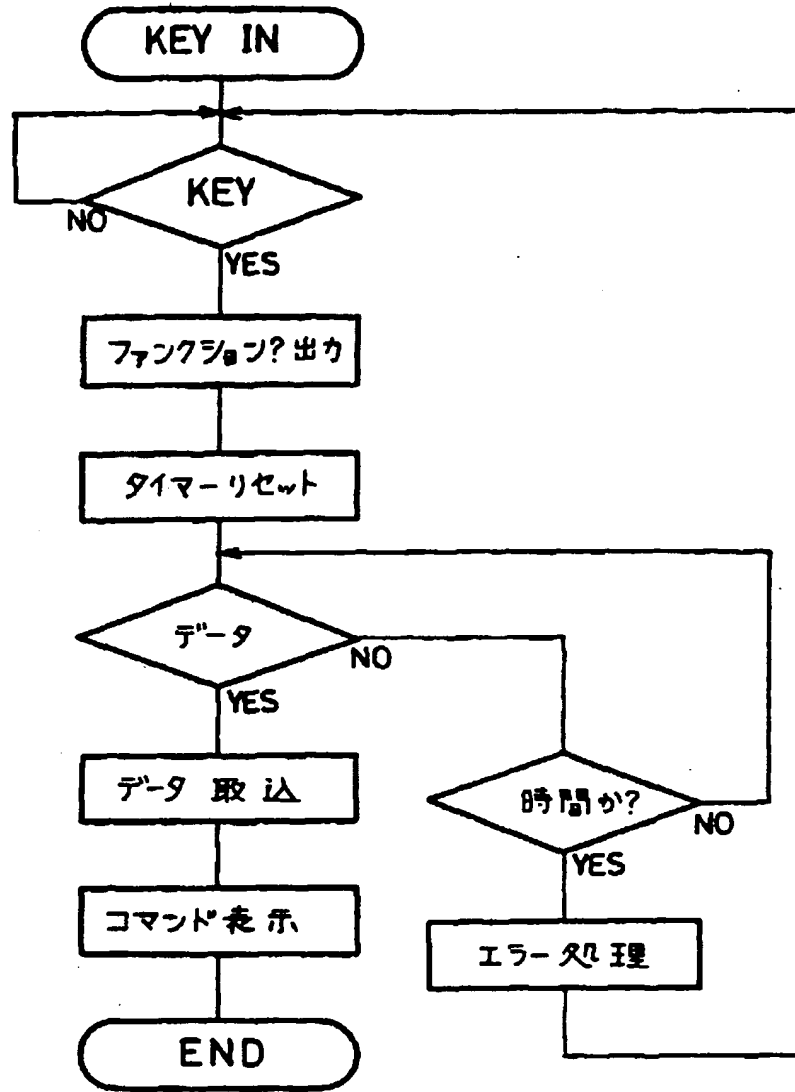 KEY IN
KEY
NO
YES
ファンクション?出力
タイマーリセット
データ
NO
YES
データ 取込
時間か?
NO
YES
コマンド表示
エラー処理
END